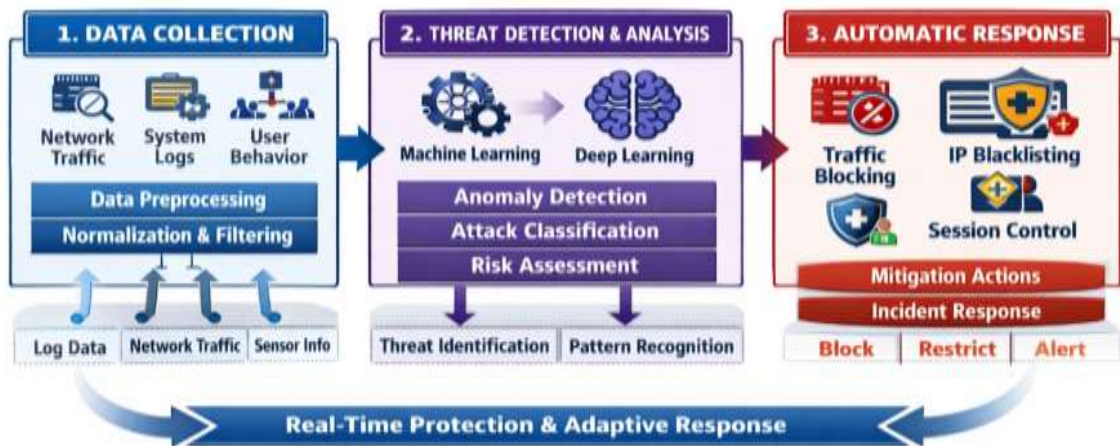 1. DATA COLLECTION
Network
Traffic
System
Logs
User
Behavior
Data Preprocessing
Normalization & Filtering
Log Data
Network Traffic
Sensor Info
2. THREAT DETECTION & ANALYSIS
Machine Learning
Deep Learning
Anomaly Detection
Attack Classification
Risk Assessment
Threat Identification
Pattern Recognition
3. AUTOMATIC RESPONSE
Traffic
Blocking
IP Blacklisting
Session Control
Mitigation Actions
Incident Response
Block
Restrict
Alert
Real-Time Protection & Adaptive Response